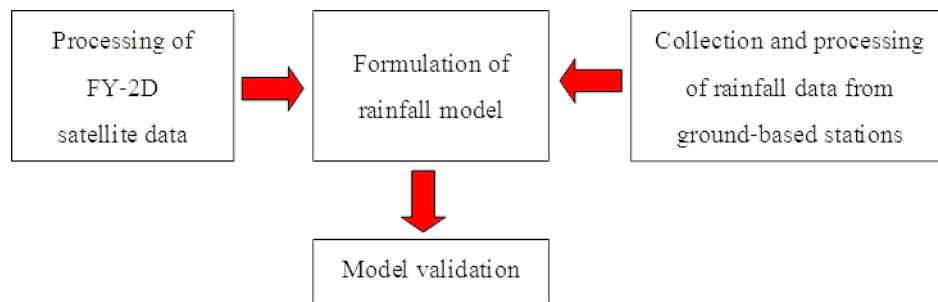 Processing of
FY-2D
satellite data
Formulation of
rainfall model
Collection and processing
of rainfall data from
ground-based stations
Model validation